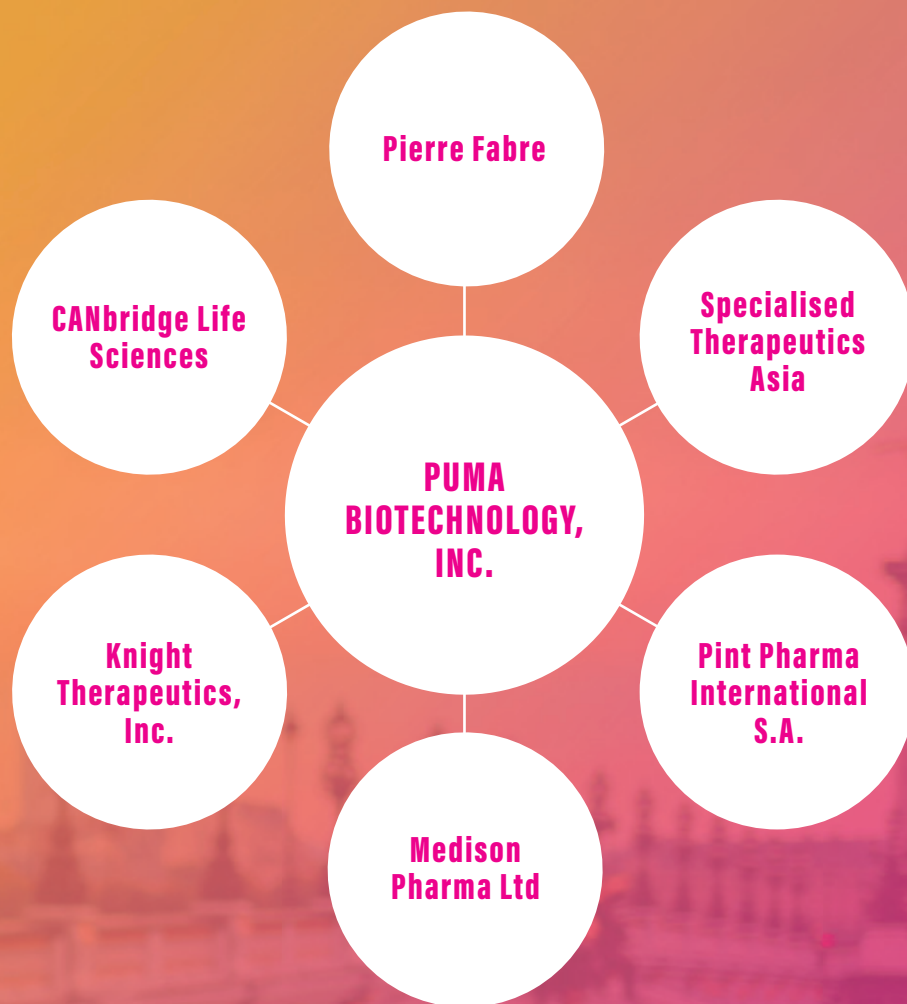 Pierre Fabre
CANbridge Life
Sciences
Specialised
Therapeutics
Asia
PUMA
BIOTECHNOLOGY,
INC.
Knight
Therapeutics,
Inc.
Pint Pharma
International
S.A.
Medison
Pharma Ltd